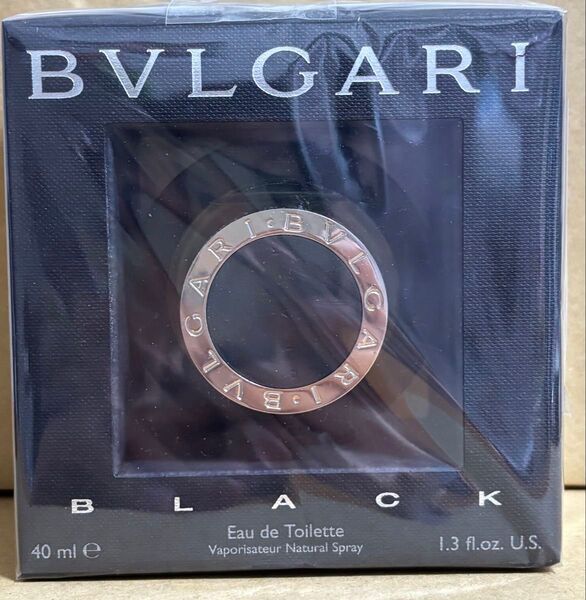 BVLGARI
BVLGARI · BVLGARI ·
BLACK
Eau de Toilette
40 ml ℮ Vaporisateur Natural Spray 1.3 fl.oz. U.S.